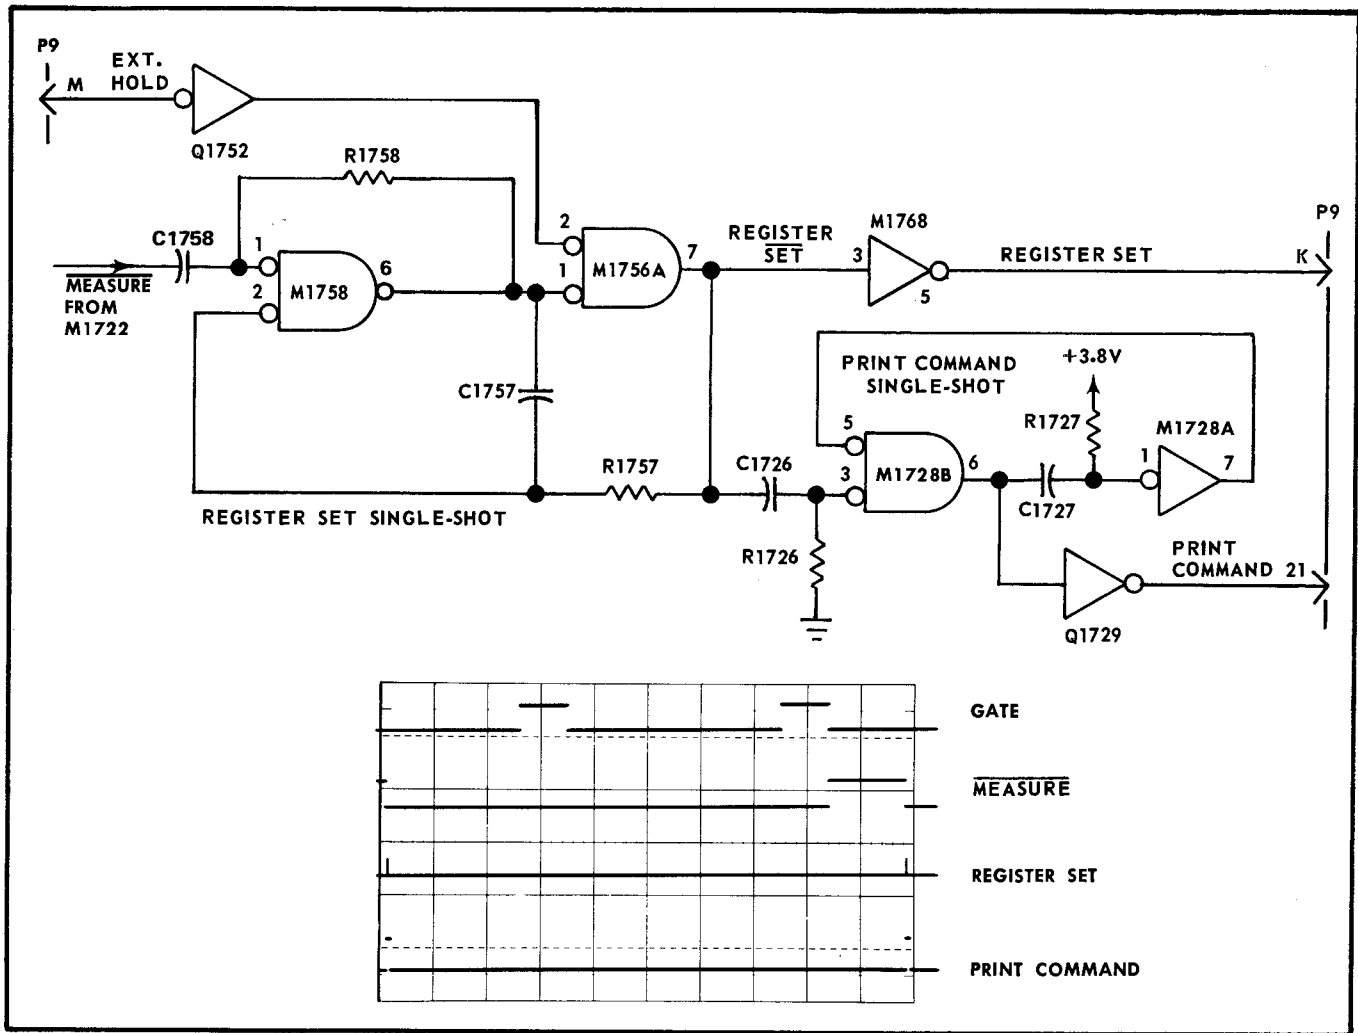 P9
EXT.
HOLD
M
Q1752
R1758
C1758
1
2
M1758
6
MEASURE
FROM
M1722
2
1
M1756A
7
REGISTER
SET
M1768
3
5
REGISTER SET
K
P9
C1757
R1757
REGISTER SET SINGLE-SHOT
C1726
R1726
PRINT COMMAND
SINGLE-SHOT
5
3
M1728B
6
+3.8V
R1727
C1727
M1728A
1
7
PRINT
COMMAND 21
Q1729
GATE
MEASURE
REGISTER SET
PRINT COMMAND